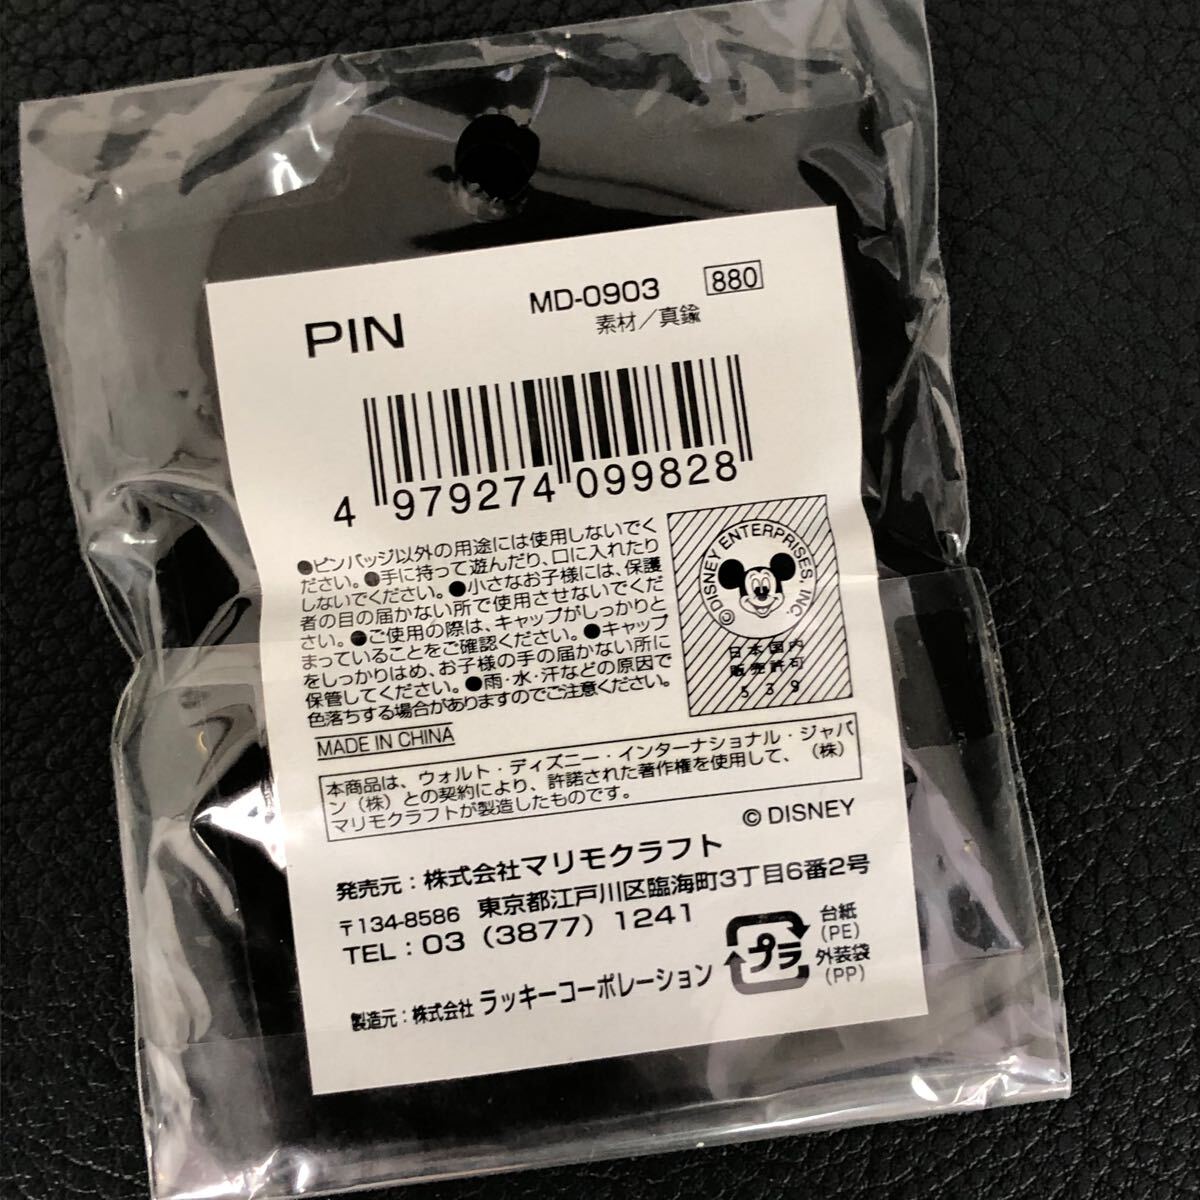 PIN
MD-0903
880
素材／真鍮
4 979274 099828
●ピンバッジ以外の用途には使用しないでく
ださい。●手に持って遊んだり、口に入れたり
しないでください。●小さなお子様には、保護
者の目の届かない所で使用させないでくだ
さい。●ご使用の際は、キャップがしっかりと
まっていることをご確認ください。●キャップ
をしっかりはめ、お子様の手の届かない所に
保管してください。●雨・水・汗などの原因で
色落ちする場合がありますのでご注意ください。
©DISNEY ENTERPRISES, INC.
日本国内
販売許可
539
MADE IN CHINA
本商品は、ウォルト・ディズニー・インターナショナル・ジャパ
ン（株）との契約により、許諾された著作権を使用して、（株）
マリモクラフトが製造したものです。
© DISNEY
発売元：株式会社マリモクラフト
〒134-8586 東京都江戸川区臨海町3丁目6番2号
TEL：03（3877）1241
プラ
台紙
(PE)
外装袋
(PP)
製造元：株式会社 ラッキーコーポレーション